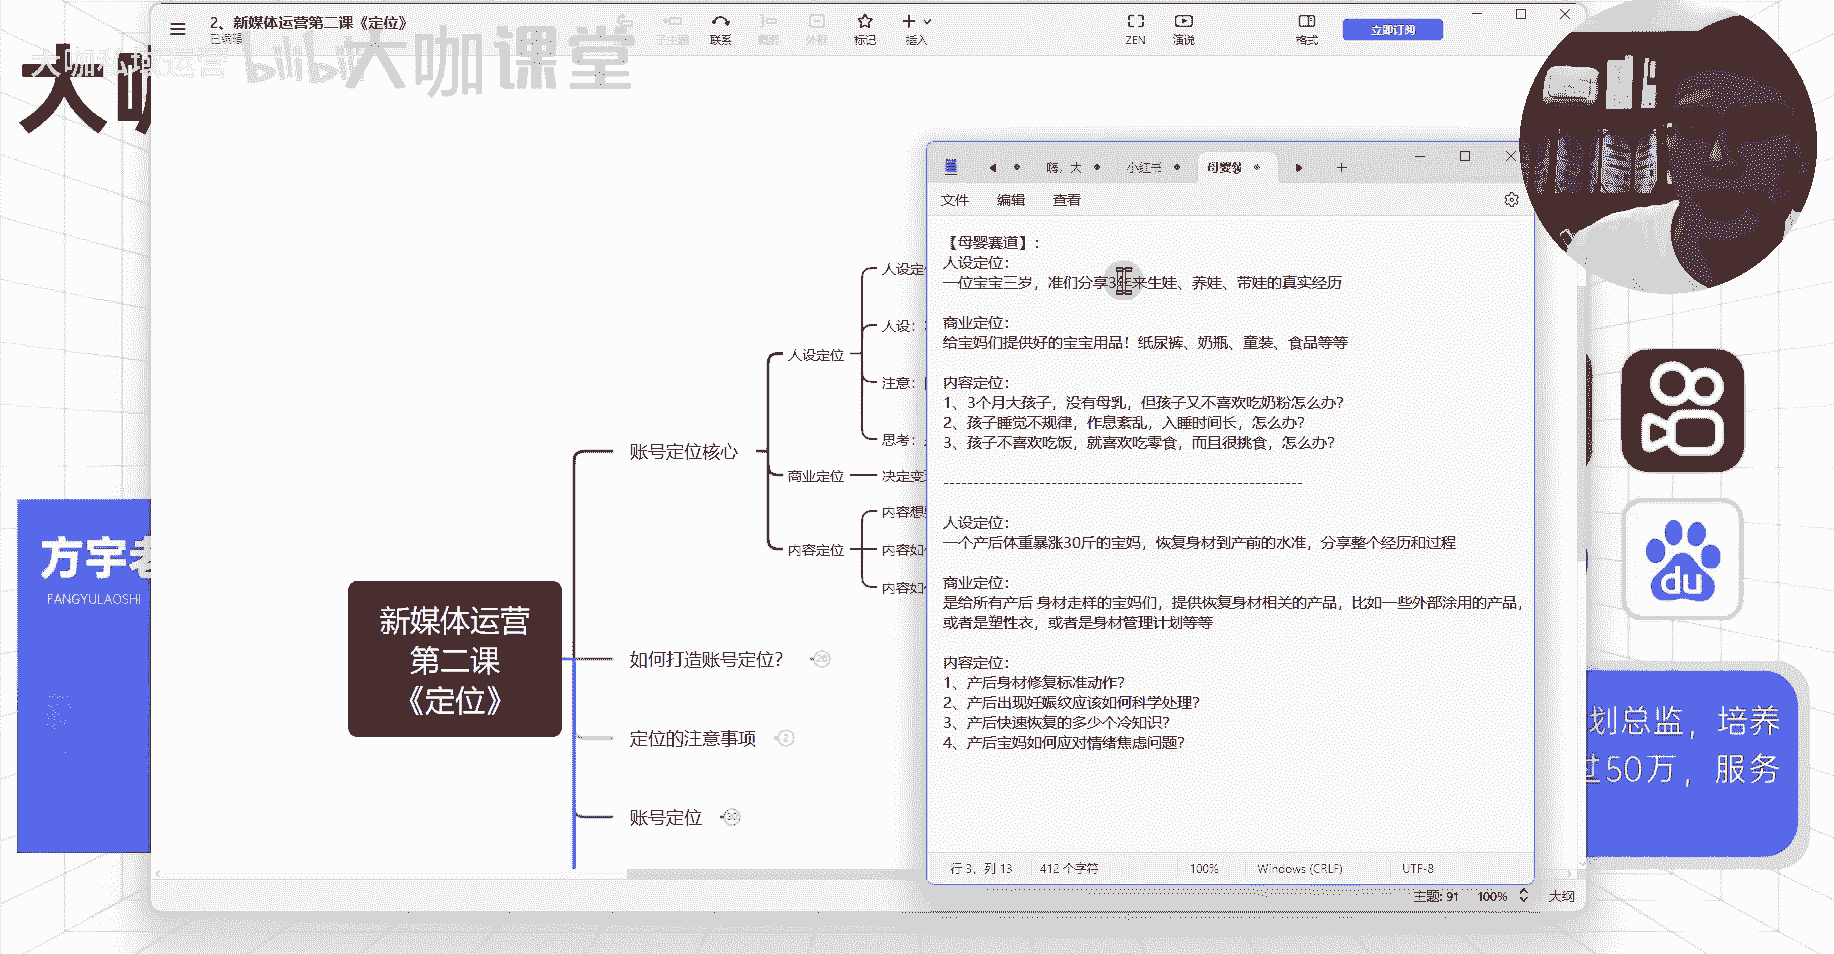 2、新媒体运营第二课《定位》
已编辑
子主题
联系
概要
外框
标记
插入
ZEN
演说
格式
立即订阅
大咖私域运营
bilibili
大咖课堂
大咖
方宇老
FANGYULAOSHI
新媒体运营
第二课
《定位》
账号定位核心
人设定位
人设定
人设：
注意：
思考：
商业定位
决定变
内容定位
内容想
内容如
内容如
如何打造账号定位？
定位的注意事项
2
账号定位
嗨，大
小红书
母婴赛
文件
编辑
查看
【母婴赛道】：
人设定位：
一位宝宝三岁，准们分享3年来生娃、养娃、带娃的真实经历
商业定位：
给宝妈们提供好的宝宝用品！纸尿裤、奶瓶、童装、食品等等
内容定位：
1、3个月大孩子，没有母乳，但孩子又不喜欢吃奶粉怎么办？
2、孩子睡觉不规律，作息紊乱，入睡时间长，怎么办？
3、孩子不喜欢吃饭，就喜欢吃零食，而且很挑食，怎么办？
------------------------------------------------------------
人设定位：
一个产后体重暴涨30斤的宝妈，恢复身材到产前的水准，分享整个经历和过程
商业定位：
是给所有产后 身材走样的宝妈们，提供恢复身材相关的产品，比如一些外部涂用的产品，
或者是塑性衣，或者是身材管理计划等等
内容定位：
1、产后身材修复标准动作？
2、产后出现妊娠纹应该如何科学处理？
3、产后快速恢复的多少个冷知识？
4、产后宝妈如何应对情绪焦虑问题？
行 3，列 13
412 个字符
100%
Windows (CRLF)
UTF-8
主题: 91
100%
大纲
du
划总监，培养
过50万，服务